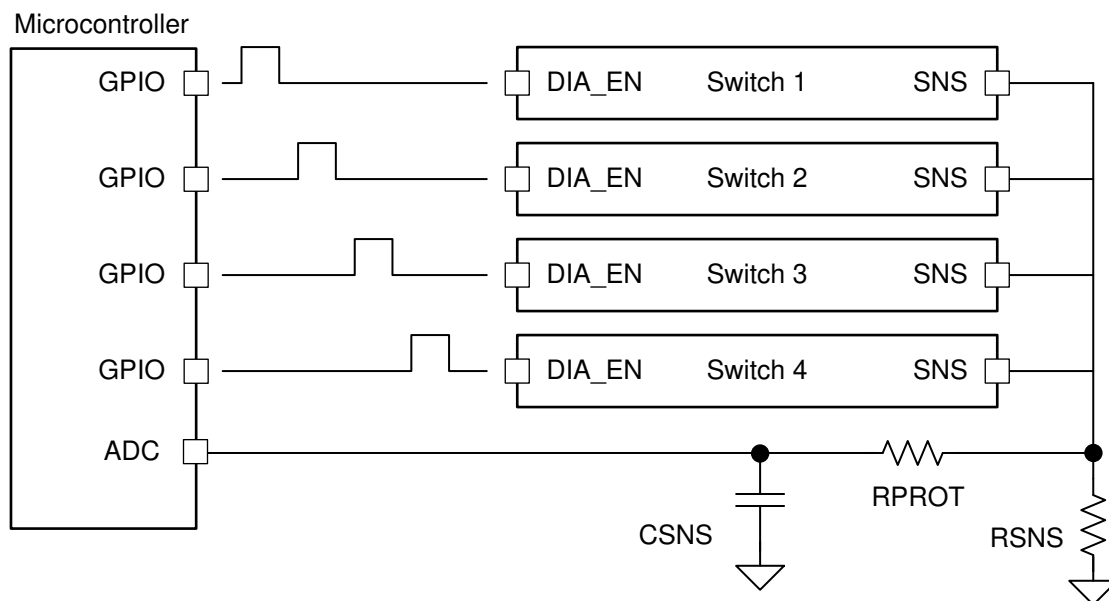 Microcontroller
GPIO DIA_EN Switch 1 SNS
GPIO DIA_EN Switch 2 SNS
GPIO DIA_EN Switch 3 SNS
GPIO DIA_EN Switch 4 SNS
ADC
RPROT
CSNS RSNS